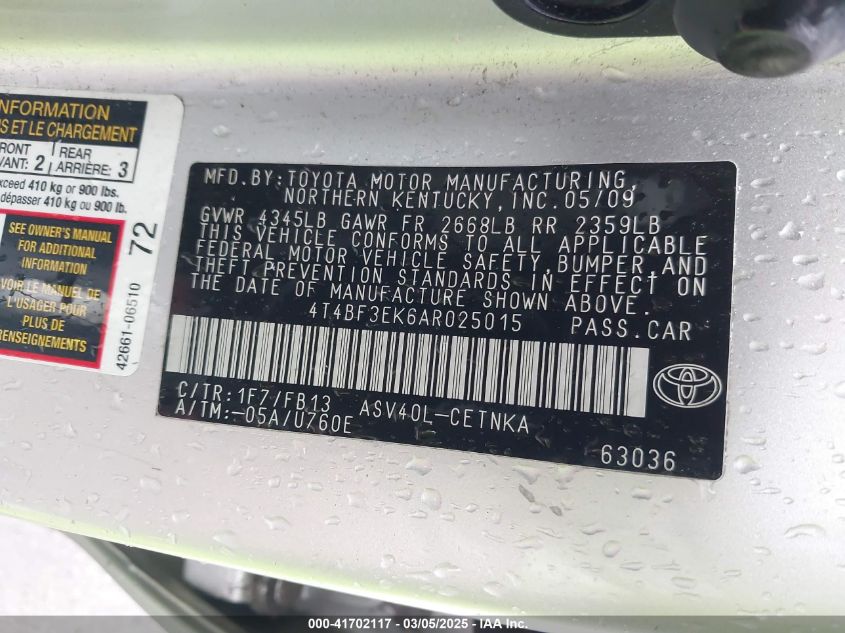 INFORMATION
S ET LE CHARGEMENT
FRONT
VANT: 2
REAR
ARRIÈRE: 3
exceed 410 kg or 900 lbs.
dépasser 410 kg ou 900 lb.
SEE OWNER'S MANUAL
FOR ADDITIONAL
INFORMATION
VOIR LE MANUEL DE
L'USAGER POUR
PLUS DE
RENSEIGNEMENTS
72
42661-06510
MFD.BY:TOYOTA MOTOR MANUFACTURING,
NORTHERN KENTUCKY, INC.05/09
GVWR 4345LB GAWR FR 2668LB RR 2359LB
THIS VEHICLE CONFORMS TO ALL APPLICABLE
FEDERAL MOTOR VEHICLE SAFETY,BUMPER,AND
THEFT PREVENTION STANDARDS IN EFFECT ON
THE DATE OF MANUFACTURE SHOWN ABOVE.
4T4BF3EK6AR025015 PASS.CAR
C/TR:1F7/FB13 ASV40L-CETNKA
A/TM:-05A/U760E
63036
000-41702117 - 03/05/2025 - IAA Inc.